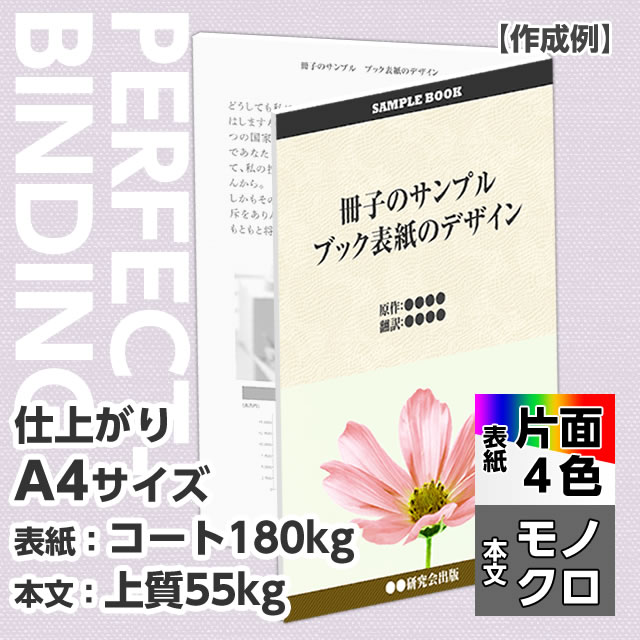 PERFECT-
BINDING
【作成例】
冊子のサンプル　ブック表紙のデザイン
どうしても私
はしません
つの国家
であなた
て、私の
んから。
しかもその
斥をありん
もともと将
SAMPLE BOOK
冊子のサンプル
ブック表紙のデザイン
原作:●●●●
翻訳:●●●●
●●研究会出版
仕上がり
A4サイズ
表紙：コート180kg
本文：上質55kg
表紙
片面
４色
本文
モノ
クロ